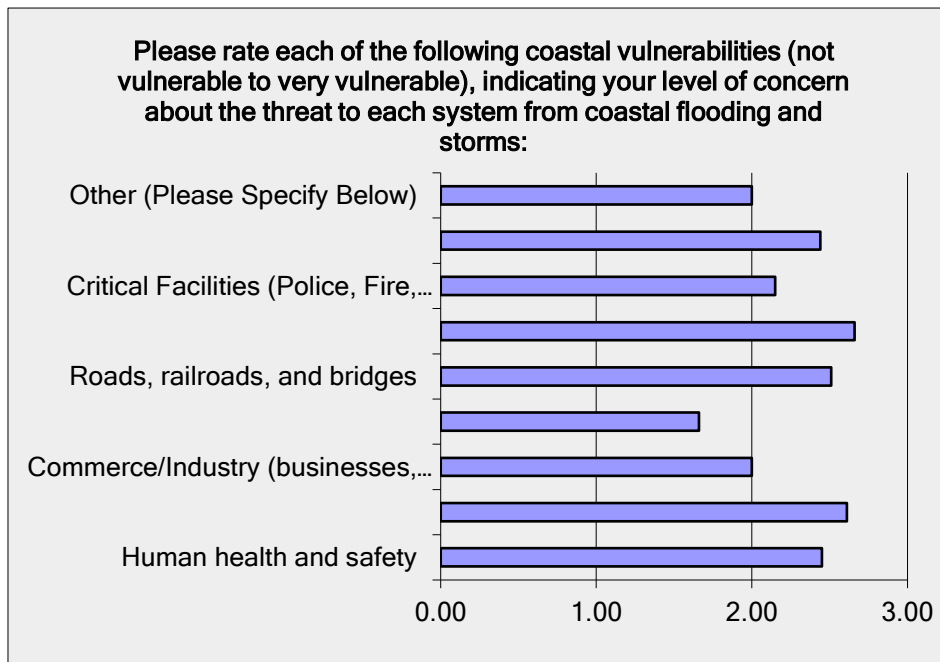 Please rate each of the following coastal vulnerabilities (not
vulnerable to very vulnerable), indicating your level of concern
about the threat to each system from coastal flooding and
storms:
Other (Please Specify Below)
Critical Facilities (Police, Fire,...
Roads, railroads, and bridges
Commerce/Industry (businesses,...
Human health and safety
0.00 1.00 2.00 3.00